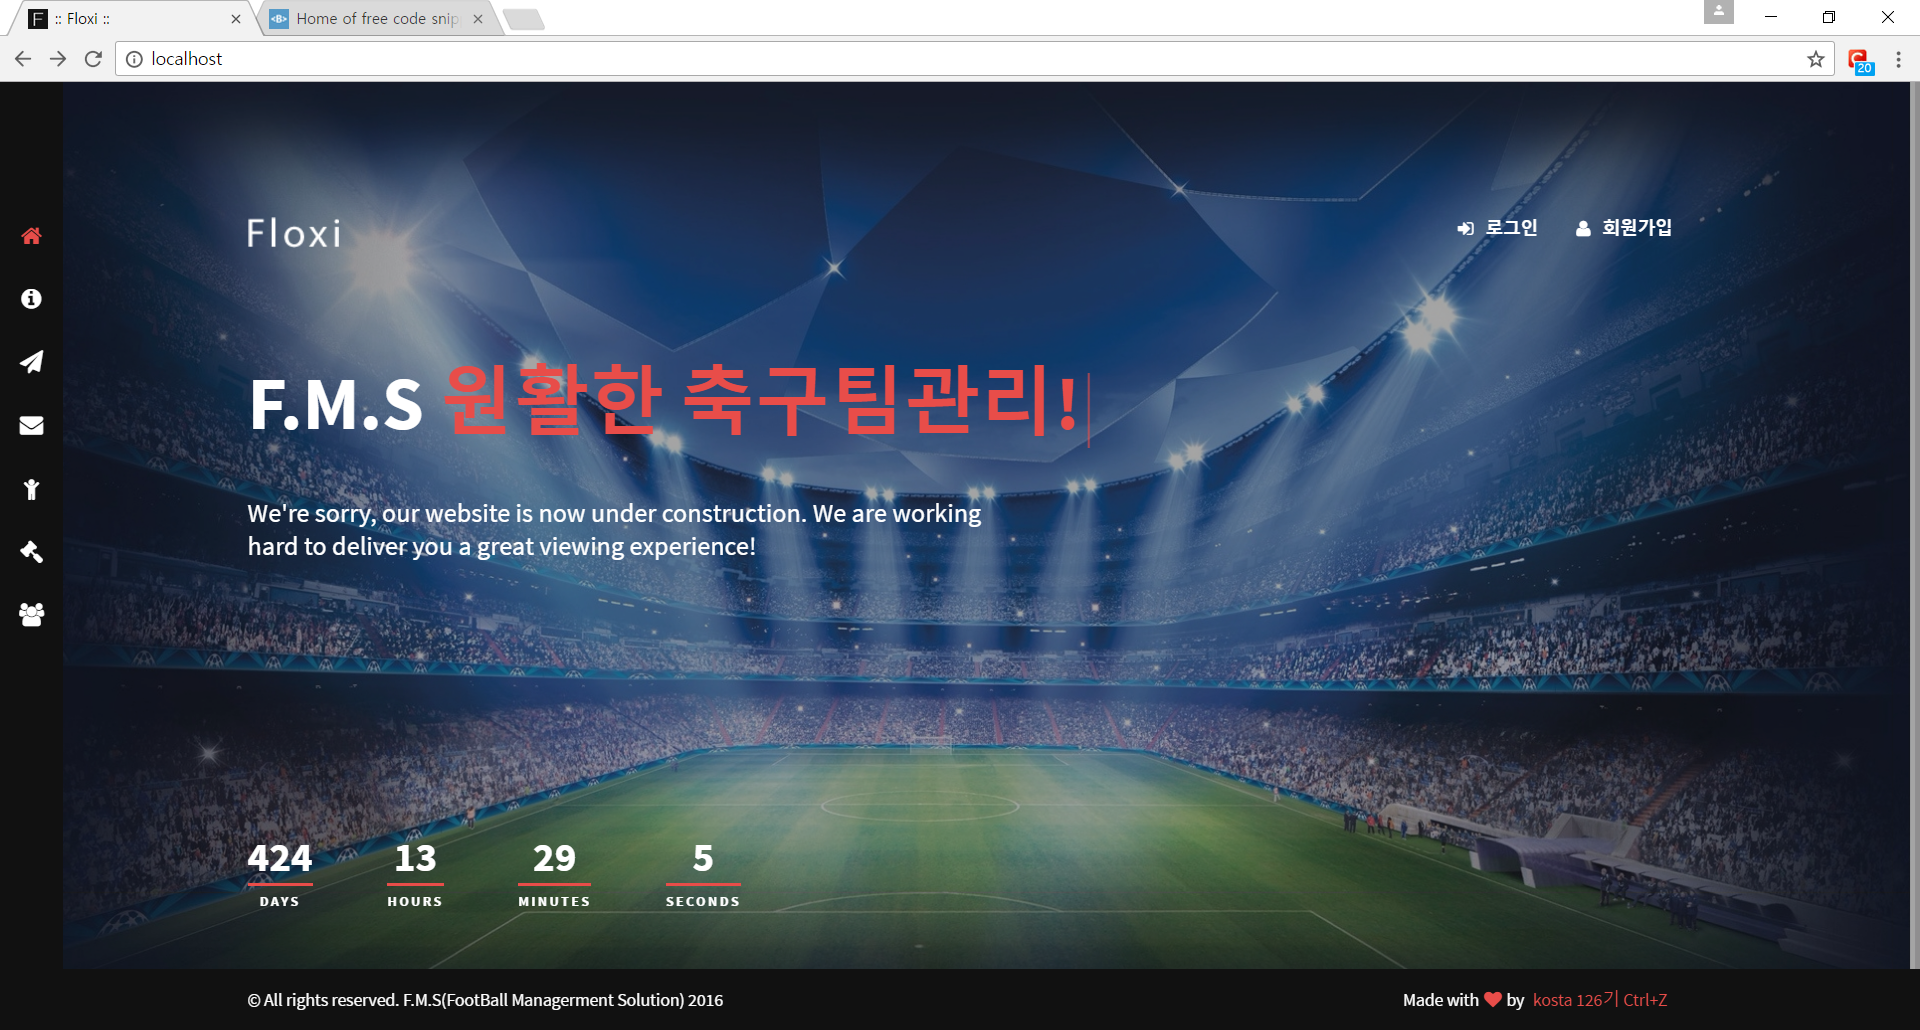 :: Floxi ::
Home of free code snip
localhost
20
Floxi
로그인
회원가입
F.M.S 원활한 축구팀관리!
We're sorry, our website is now under construction. We are working
hard to deliver you a great viewing experience!
424 13 29 5
DAYS HOURS MINUTES SECONDS
© All rights reserved. F.M.S(FootBall Managerment Solution) 2016
Made with ❤ by kosta 126기 Ctrl+Z